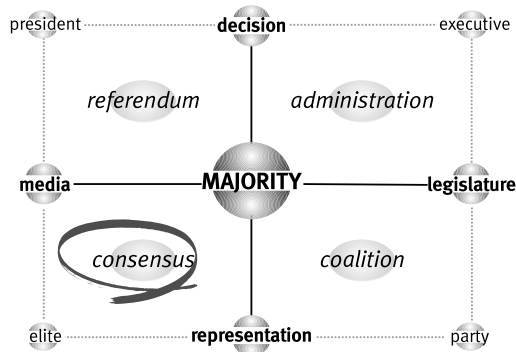 president decision executive
referendum administration
media MAJORITY legislature
consensus coalition
elite representation party